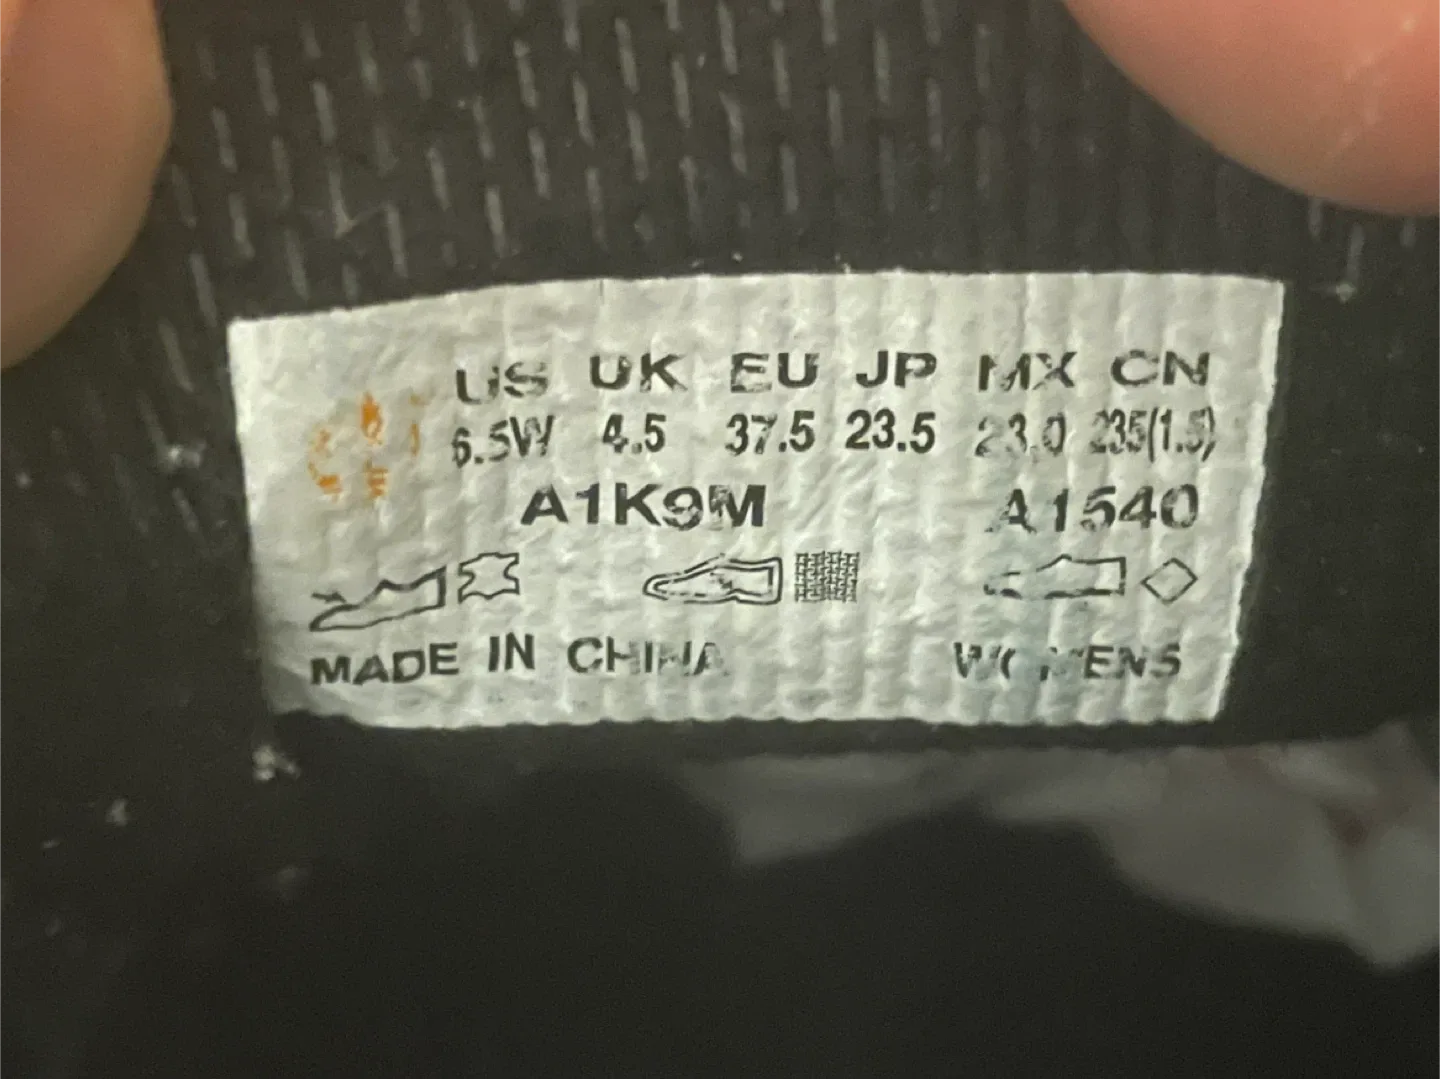 US UK EU JP MX CN
6.5W 4.5 37.5 23.5 23.0 235(1.5)
A1K9M A1540
MADE IN CHINA WOMENS